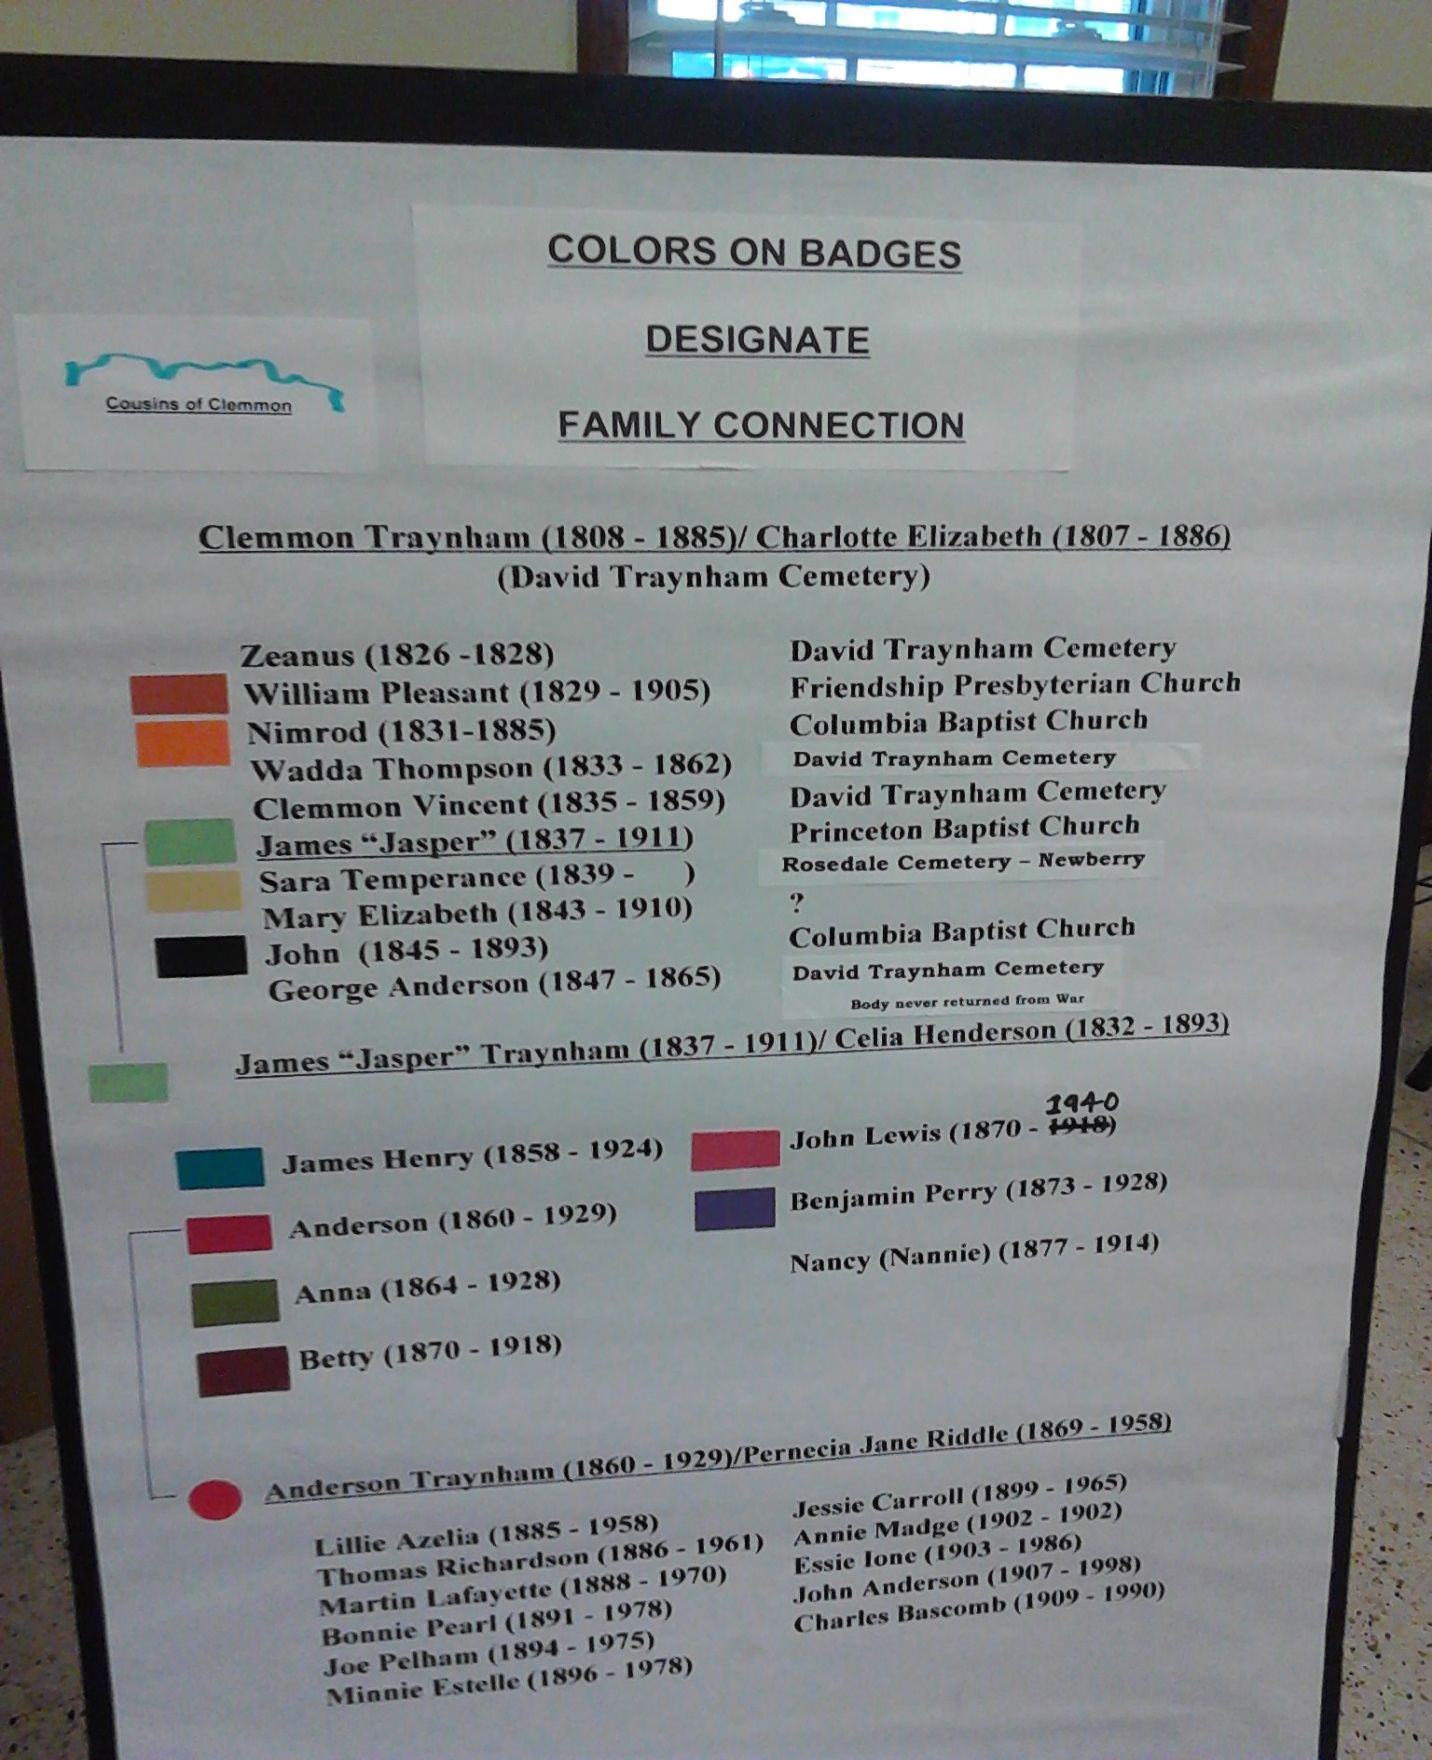 COLORS ON BADGES
DESIGNATE
FAMILY CONNECTION
Cousins of Clemmon
Clemmon Traynham (1808 - 1885)/ Charlotte Elizabeth (1807 - 1886)
(David Traynham Cemetery)
Zeanus (1826 -1828) David Traynham Cemetery
William Pleasant (1829 - 1905) Friendship Presbyterian Church
Nimrod (1831-1885) Columbia Baptist Church
Wadda Thompson (1833 - 1862) David Traynham Cemetery
Clemmon Vincent (1835 - 1859) David Traynham Cemetery
James “Jasper” (1837 - 1911) Princeton Baptist Church
Sara Temperance (1839 - ) Rosedale Cemetery – Newberry
Mary Elizabeth (1843 - 1910) ?
John (1845 - 1893) Columbia Baptist Church
George Anderson (1847 - 1865) David Traynham Cemetery
Body never returned from War
James “Jasper” Traynham (1837 - 1911)/ Celia Henderson (1832 - 1893)
1940
James Henry (1858 - 1924) John Lewis (1870 - 1918)
Anderson (1860 - 1929) Benjamin Perry (1873 - 1928)
Anna (1864 - 1928) Nancy (Nannie) (1877 - 1914)
Betty (1870 - 1918)
Anderson Traynham (1860 - 1929)/Pernecia Jane Riddle (1869 - 1958)
Lillie Azelia (1885 - 1958) Jessie Carroll (1899 - 1965)
Thomas Richardson (1886 - 1961) Annie Madge (1902 - 1902)
Martin Lafayette (1888 - 1970) Essie Ione (1903 - 1986)
Bonnie Pearl (1891 - 1978) John Anderson (1907 - 1998)
Joe Pelham (1894 - 1975) Charles Bascomb (1909 - 1990)
Minnie Estelle (1896 - 1978)